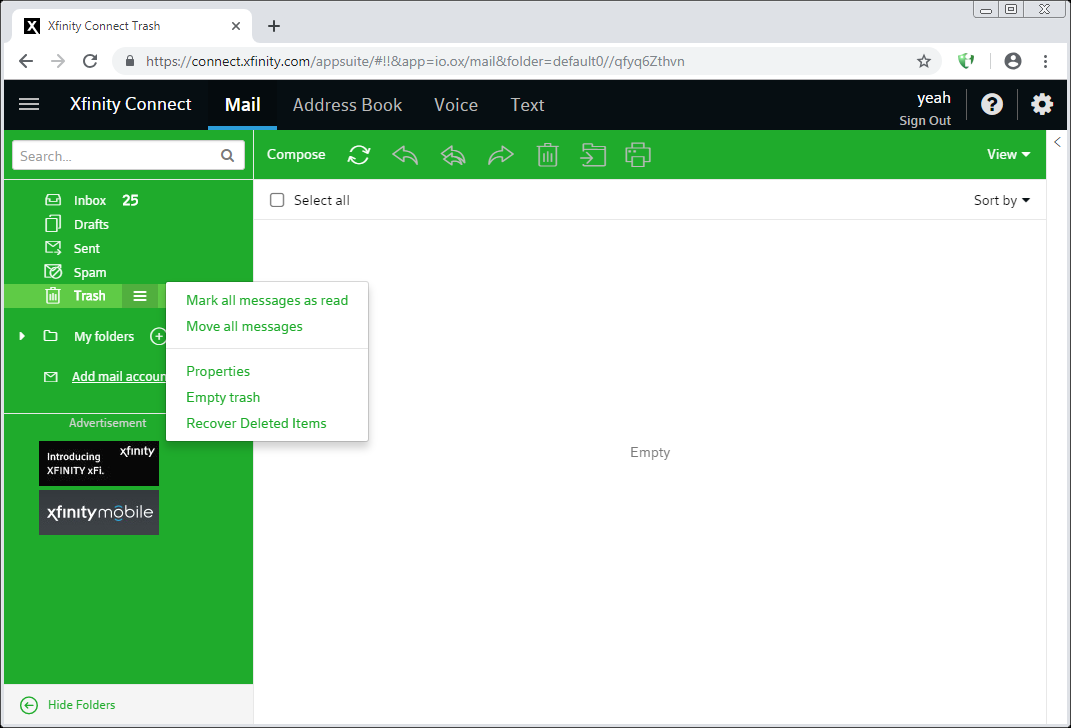 Xfinity Connect Trash
https://connect.xfinity.com/appsuite/#!!&app=io.ox/mail&folder=default0//qfyq6Zthvn
Xfinity Connect Mail Address Book Voice Text
yeah
Sign Out
Search...
Compose
View
Select all
Sort by
Inbox 25
Drafts
Sent
Spam
Trash
Mark all messages as read
Move all messages
Properties
Empty trash
Recover Deleted Items
My folders
Add mail accoun
Advertisement
Introducing
XFINITY xFi.
xfinity
xfinity mobile
Empty
Hide Folders